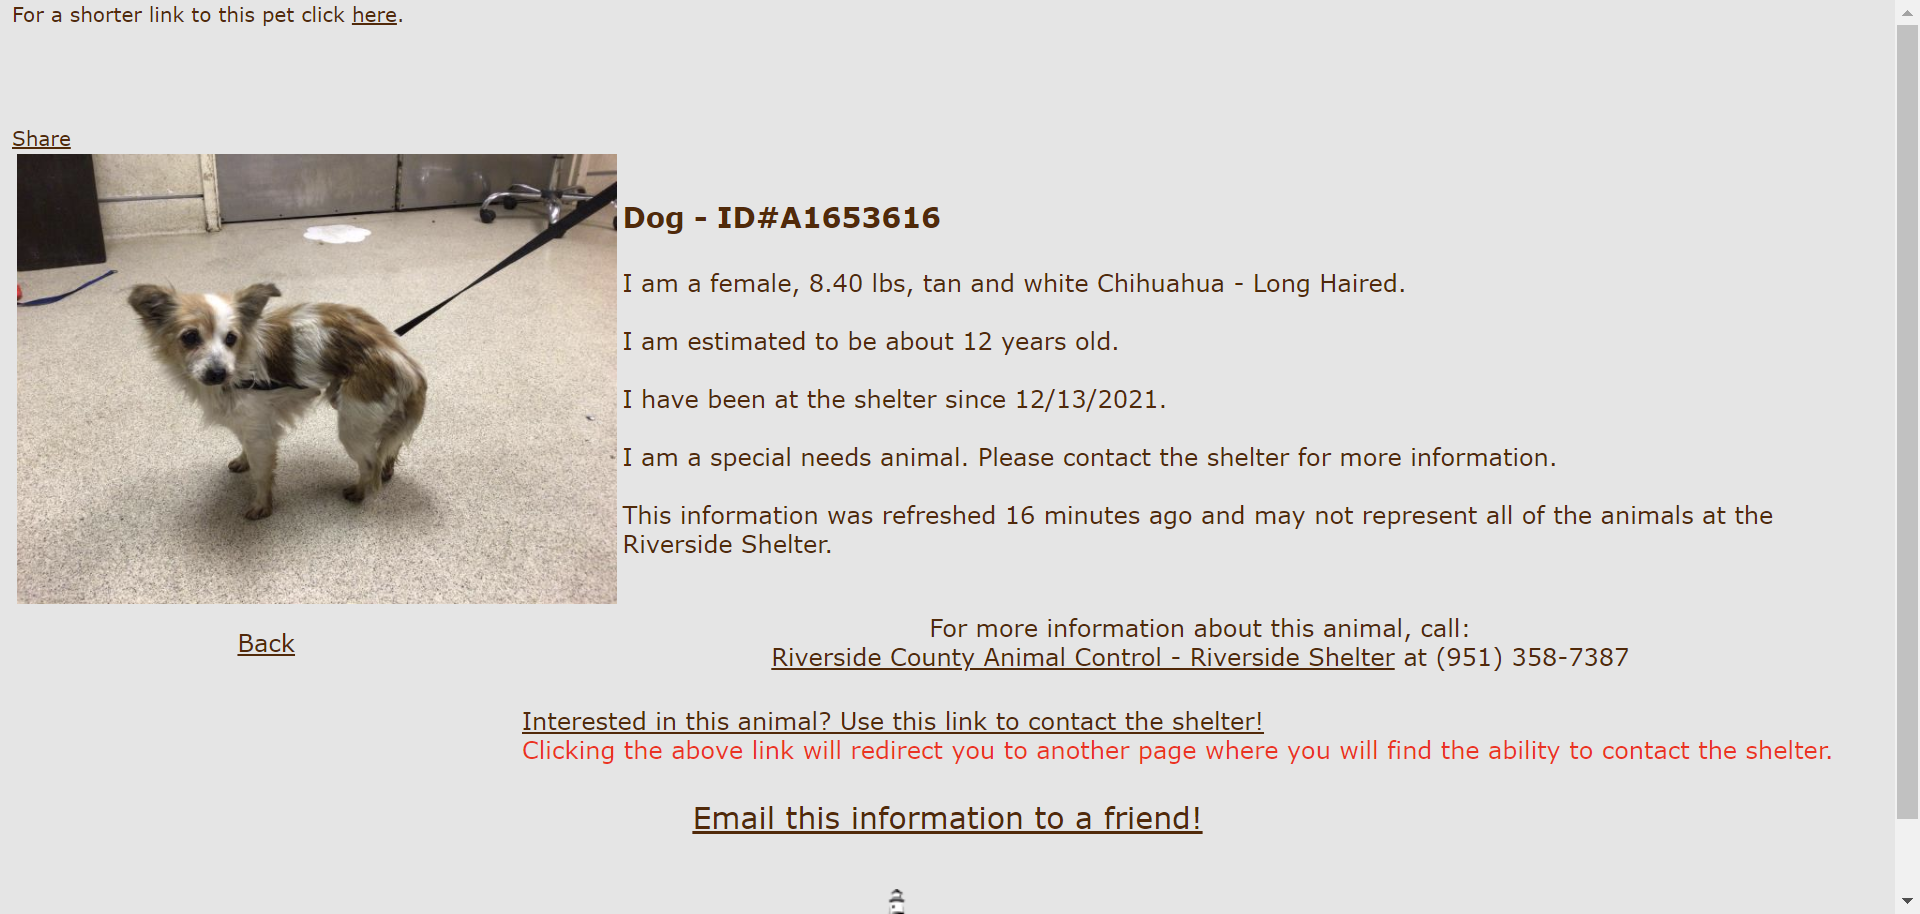 For a shorter link to this pet click here.
Share
Dog - ID#A1653616
I am a female, 8.40 lbs, tan and white Chihuahua - Long Haired.
I am estimated to be about 12 years old.
I have been at the shelter since 12/13/2021.
I am a special needs animal. Please contact the shelter for more information.
This information was refreshed 16 minutes ago and may not represent all of the animals at the
Riverside Shelter.
Back
For more information about this animal, call:
Riverside County Animal Control - Riverside Shelter at (951) 358-7387
Interested in this animal? Use this link to contact the shelter!
Clicking the above link will redirect you to another page where you will find the ability to contact the shelter.
Email this information to a friend!